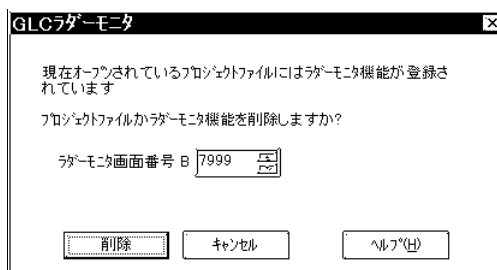 GLCﾗﾀﾞｰﾓﾆﾀ
現在ｵｰﾌﾟﾝされているﾌﾟﾛｼﾞｪｸﾄﾌｧｲﾙにはﾗﾀﾞｰﾓﾆﾀ機能が登録さ
れています
ﾌﾟﾛｼﾞｪｸﾄﾌｧｲﾙからﾗﾀﾞｰﾓﾆﾀ機能を削除しますか?
ﾗﾀﾞｰﾓﾆﾀ画面番号 B 7999
削除 ｷｬﾝｾﾙ ﾍﾙﾌﾟ(H)